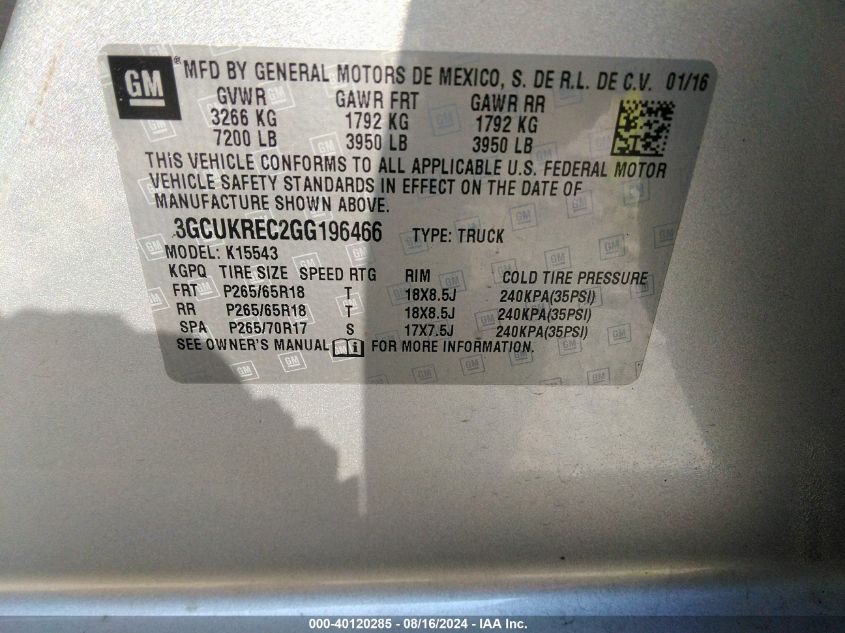 GM ® MFD BY GENERAL MOTORS DE MEXICO, S. DE R.L. DE C.V. 01/16
GVWR GAWR FRT GAWR RR
3266 KG 1792 KG 1792 KG
7200 LB 3950 LB 3950 LB
THIS VEHICLE CONFORMS TO ALL APPLICABLE U.S. FEDERAL MOTOR
VEHICLE SAFETY STANDARDS IN EFFECT ON THE DATE OF
MANUFACTURE SHOWN ABOVE.
3GCUKREC2GG196466 TYPE: TRUCK
MODEL: K15543
KGPQ TIRE SIZE SPEED RTG RIM COLD TIRE PRESSURE
FRT P265/65R18 T 18X8.5J 240KPA(35PSI)
RR P265/65R18 T 18X8.5J 240KPA(35PSI)
SPA P265/70R17 S 17X7.5J 240KPA(35PSI)
SEE OWNER'S MANUAL FOR MORE INFORMATION.
000-40120285 - 08/16/2024 - IAA Inc.